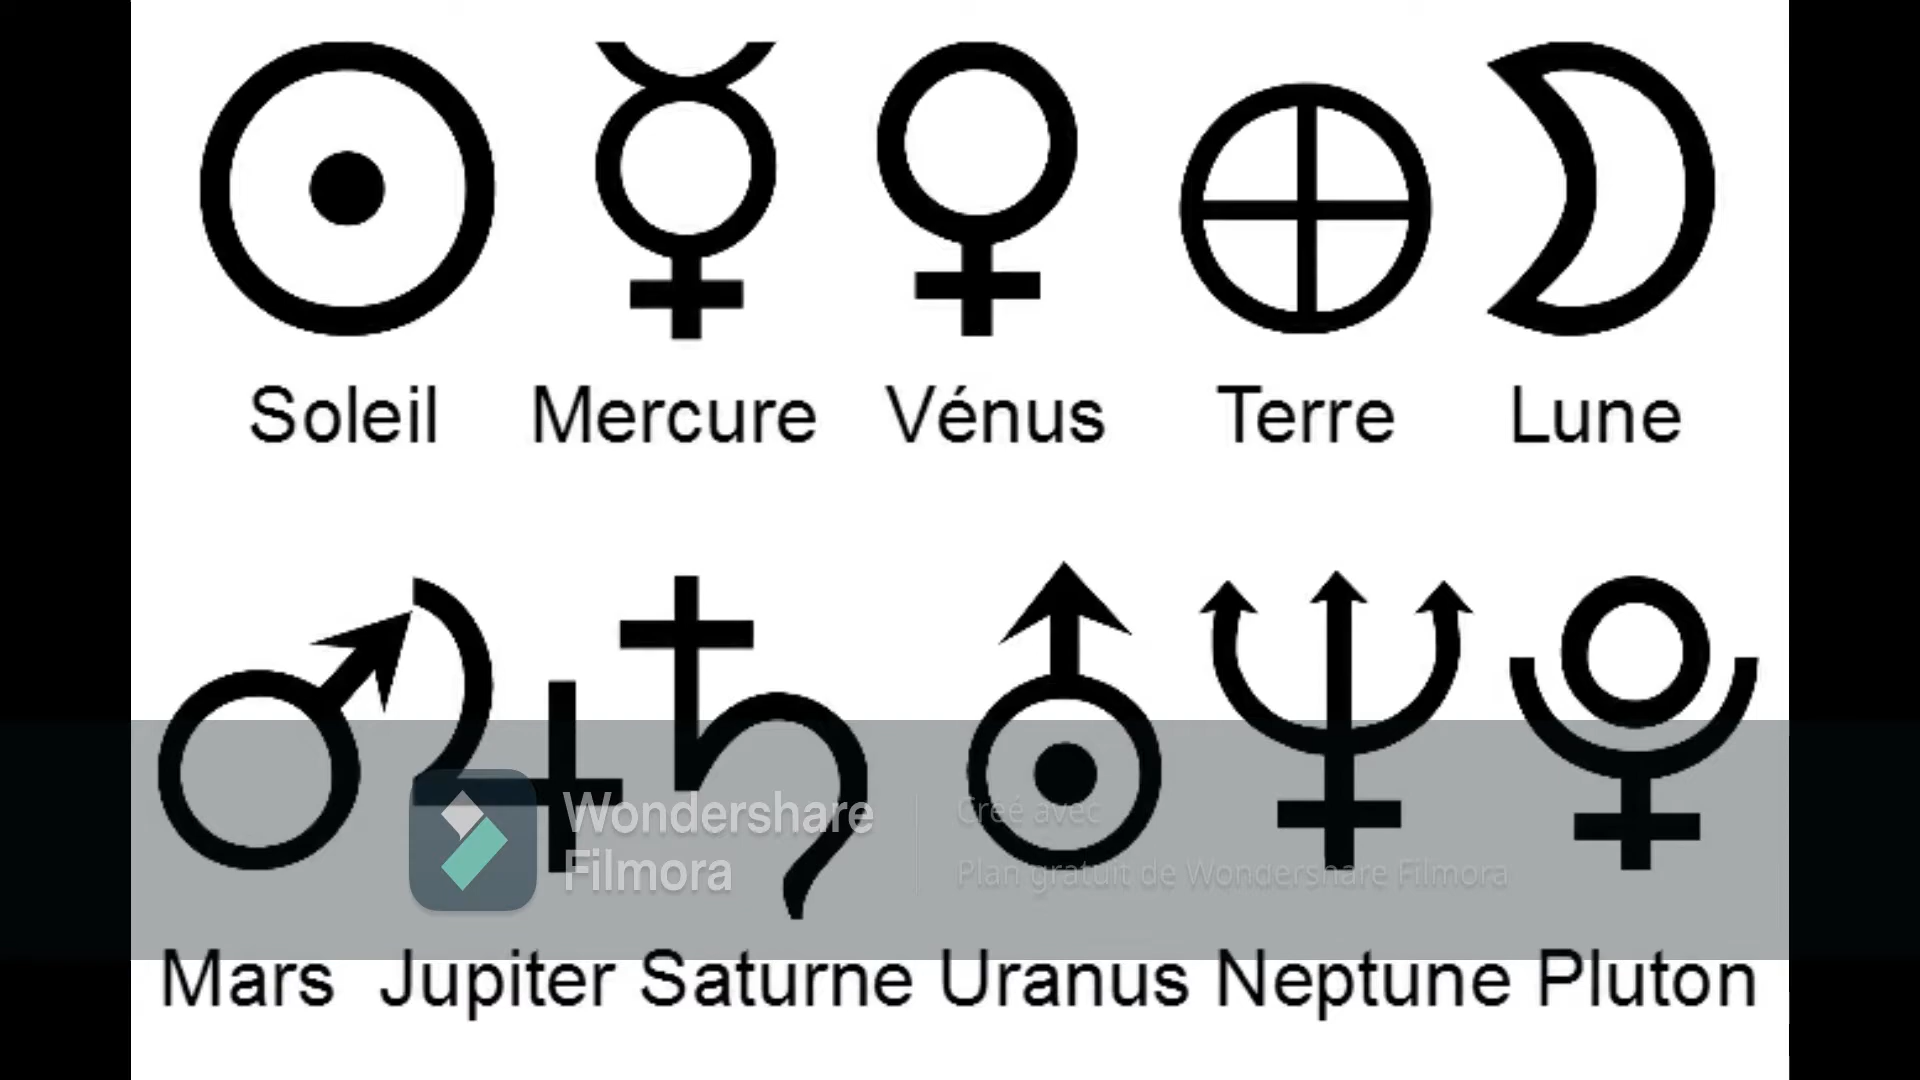 Soleil Mercure Vénus Terre Lune
Wondershare
Filmora
Créé avec
Plan gratuit de Wondershare Filmora
Mars Jupiter Saturne Uranus Neptune Pluton